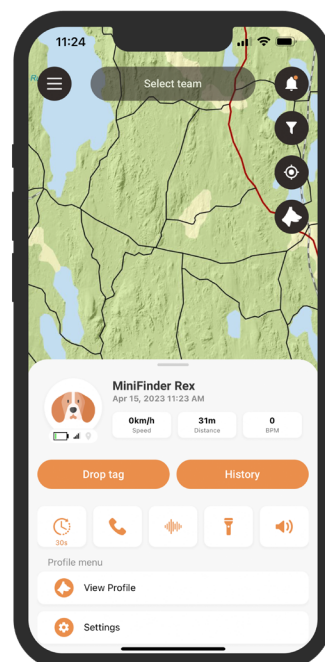 11:24
Select team
MiniFinder Rex
Apr 15, 2023 11:23 AM
0km/h
Speed
31m
Distance
0
BPM
Drop tag
History
30s
Profile menu
View Profile
Settings